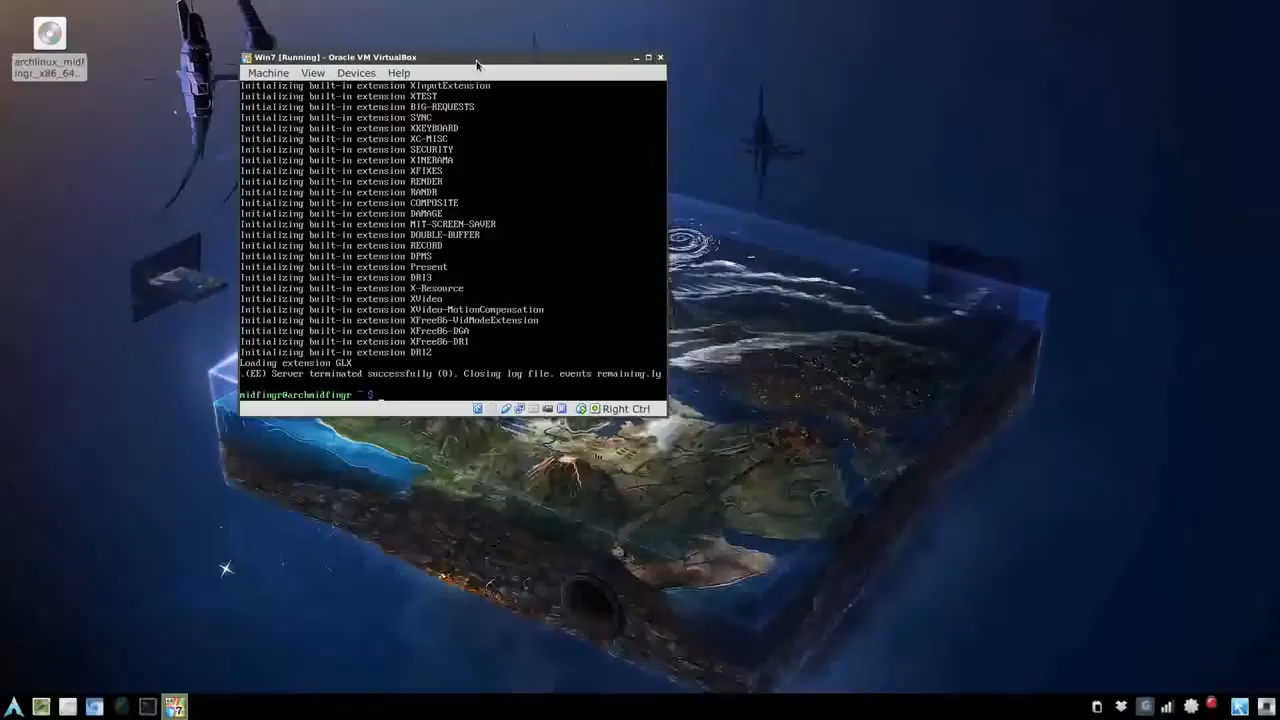 archlinux_midf
ingr_x86_64..
Win7 [Running] - Oracle VM VirtualBox
Machine View Devices Help
Initializing built-in extension XInputExtension
Initializing built-in extension XTEST
Initializing built-in extension BIG-REQUESTS
Initializing built-in extension SYNC
Initializing built-in extension XKEYBOARD
Initializing built-in extension XC-MISC
Initializing built-in extension SECURITY
Initializing built-in extension XINERAMA
Initializing built-in extension XFIXES
Initializing built-in extension RENDER
Initializing built-in extension RANDR
Initializing built-in extension COMPOSITE
Initializing built-in extension DAMAGE
Initializing built-in extension MIT-SCREEN-SAVER
Initializing built-in extension DOUBLE-BUFFER
Initializing built-in extension RECORD
Initializing built-in extension DPMS
Initializing built-in extension Present
Initializing built-in extension DRI3
Initializing built-in extension X-Resource
Initializing built-in extension XVideo
Initializing built-in extension XVideo-MotionCompensation
Initializing built-in extension XFree86-VidModeExtension
Initializing built-in extension XFree86-DGA
Initializing built-in extension XFree86-DRI
Initializing built-in extension DRI2
Loading extension GLX
.(EE) Server terminated successfully (0). Closing log file. events remaining.ly
midfingr@archmidfingr ~ $
Right Ctrl